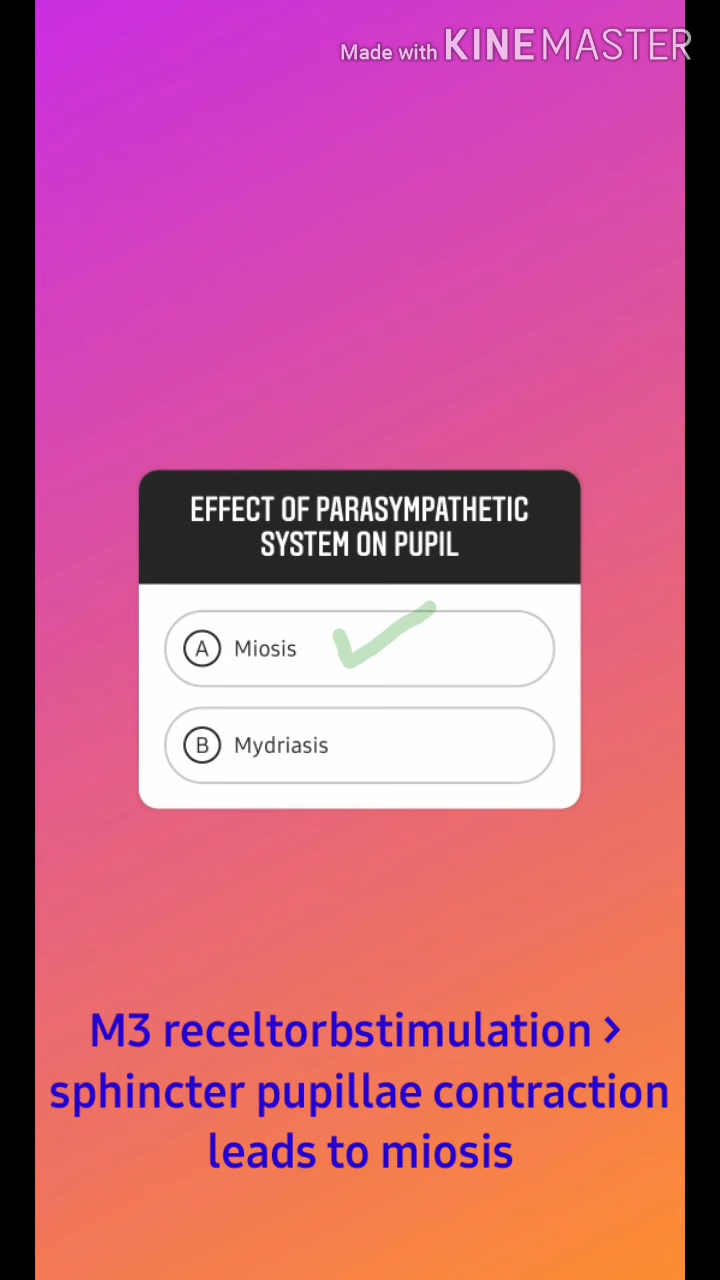 Made with KINEMASTER
EFFECT OF PARASYMPATHETIC
SYSTEM ON PUPIL
A Miosis
B Mydriasis
M3 receltorbstimulation >
sphincter pupillae contraction
leads to miosis